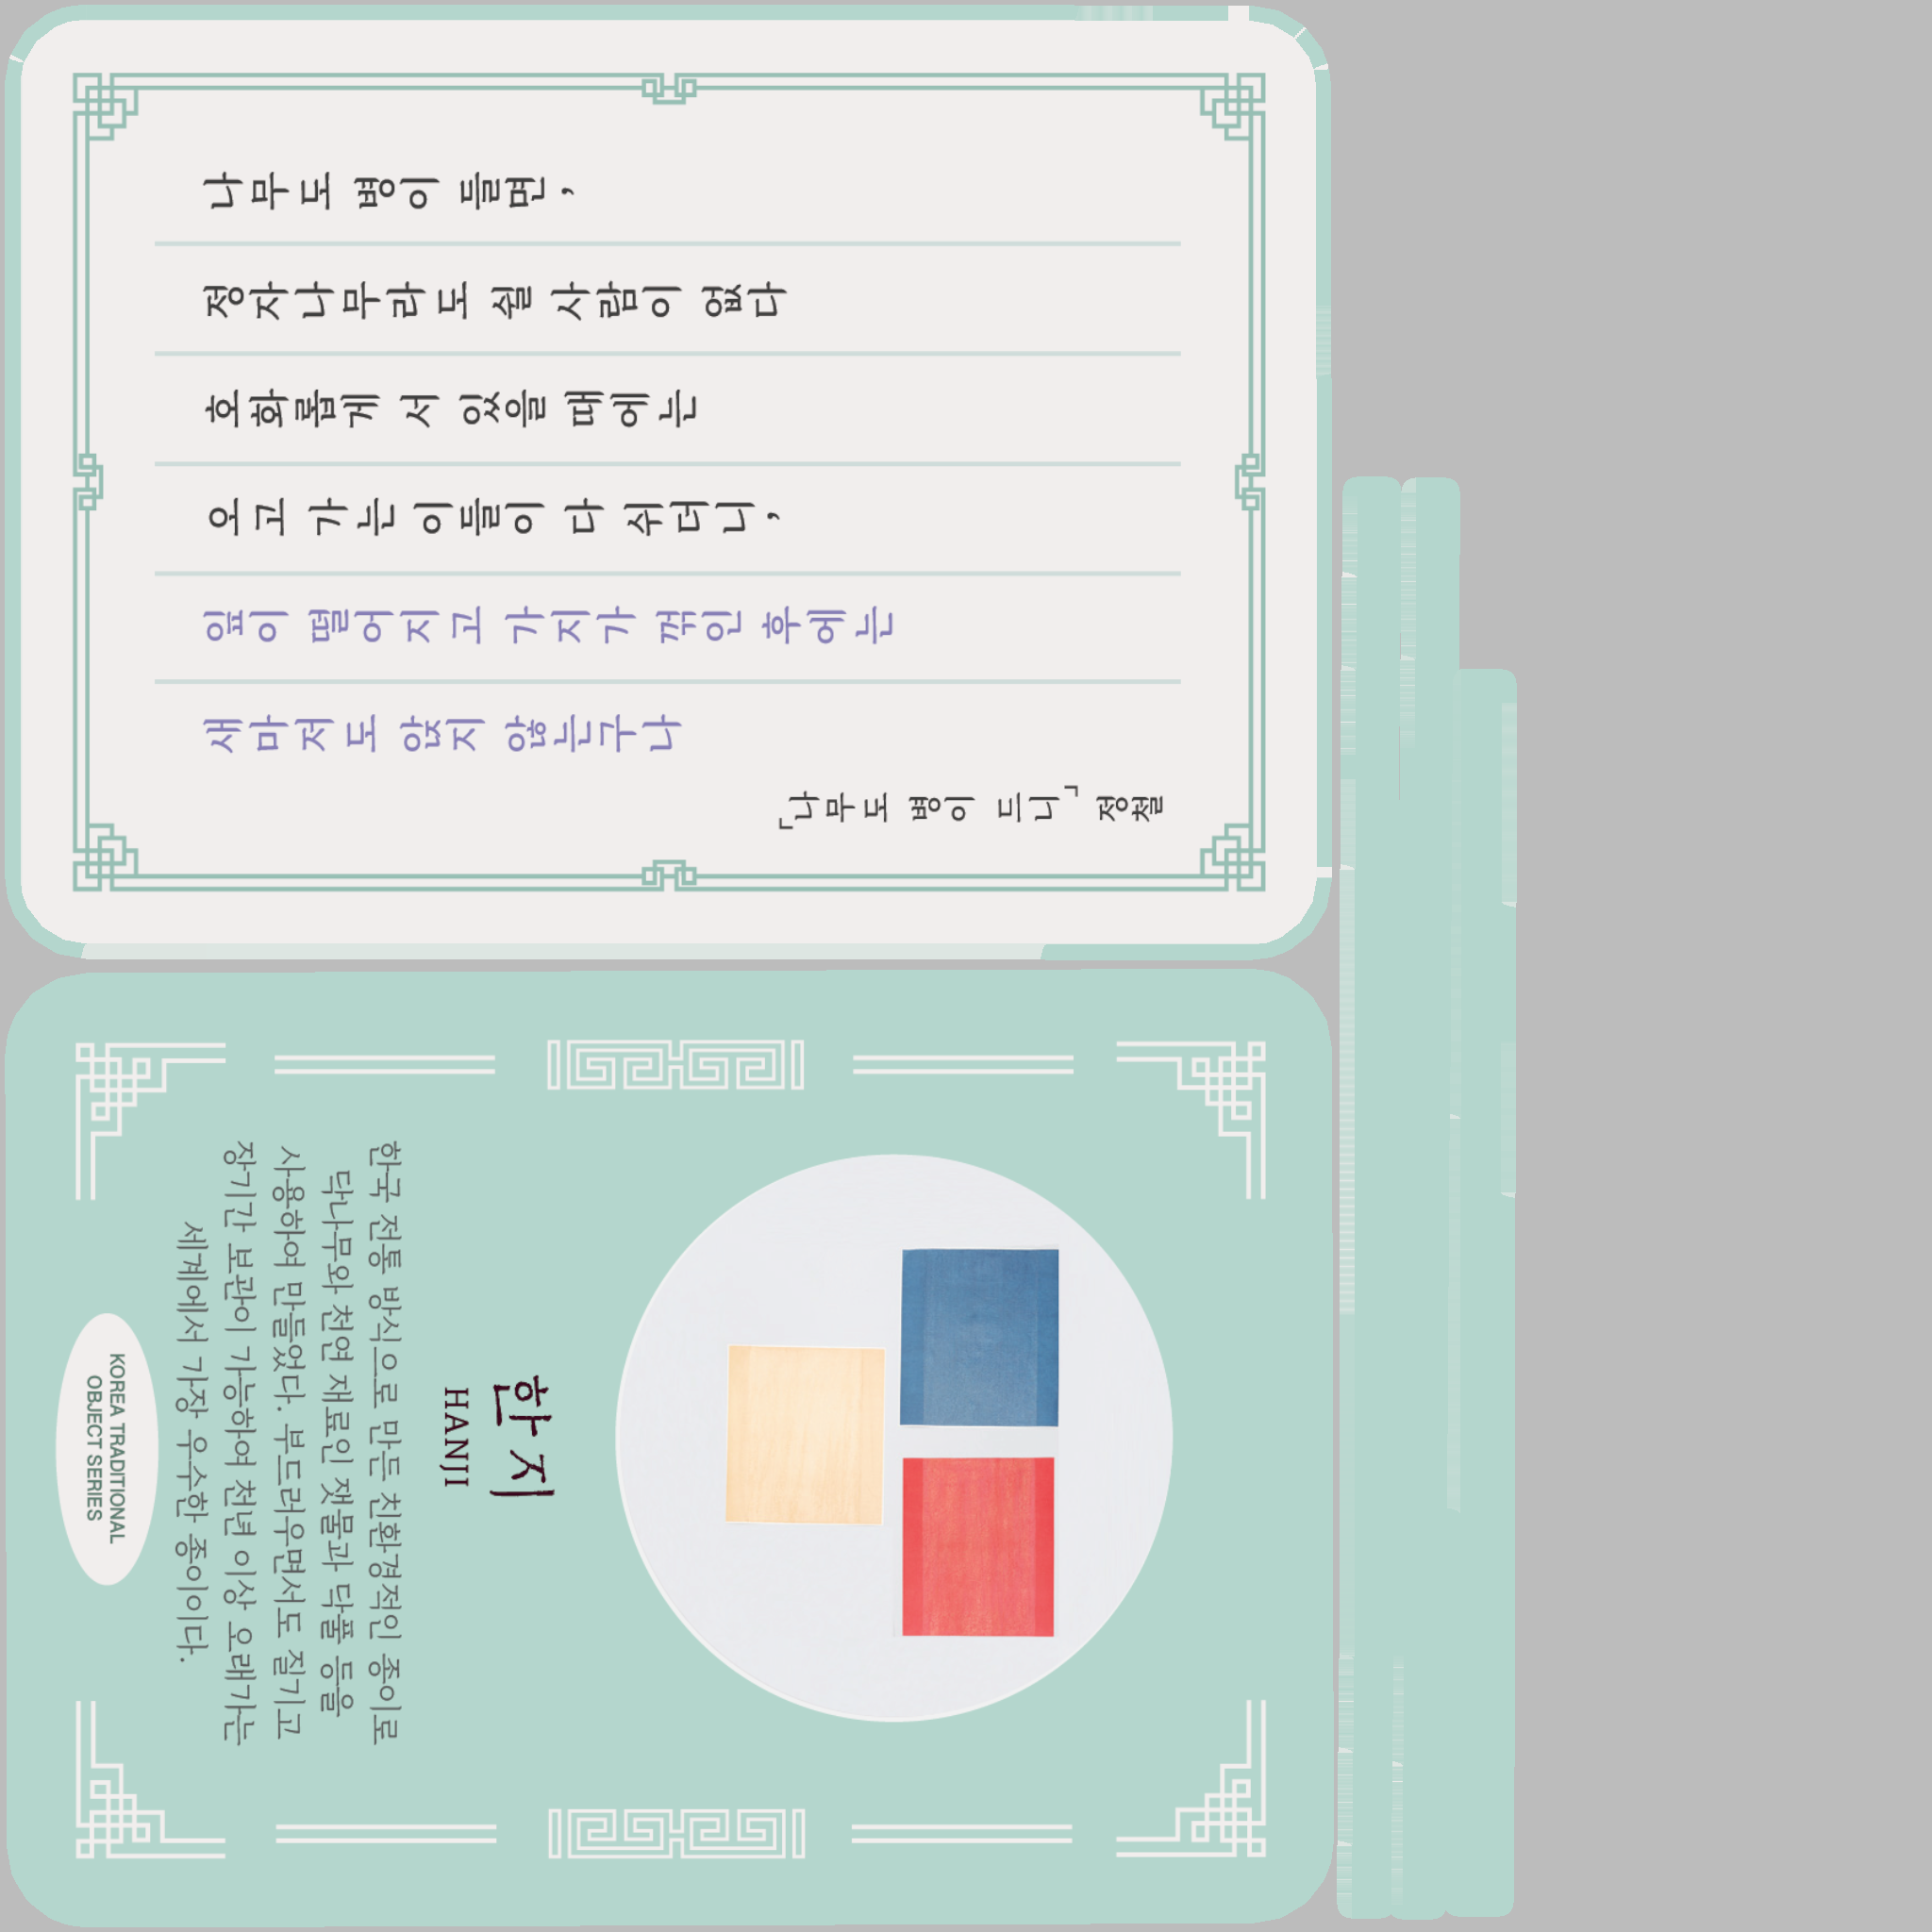 나무도 병이 들면,
정자나무라도 쉴 사람이 없다
호화롭게 서 있을 때에는
오고 가는 이들이 다 쉬더니,
잎이 떨어지고 가지가 꺾인 후에는
새마저도 앉지 않는구나
「나무도 병이 드니」 정철
한지
HANJI
한국 전통 방식으로 만든 친환경적인 종이로
닥나무와 천연 재료인 잿물과 닥풀 등을
사용하여 만들었다. 부드러우면서도 질기고
장기간 보관이 가능하여 천년 이상 오래가는
세계에서 가장 우수한 종이이다.
KOREA TRADITIONAL
OBJECT SERIES